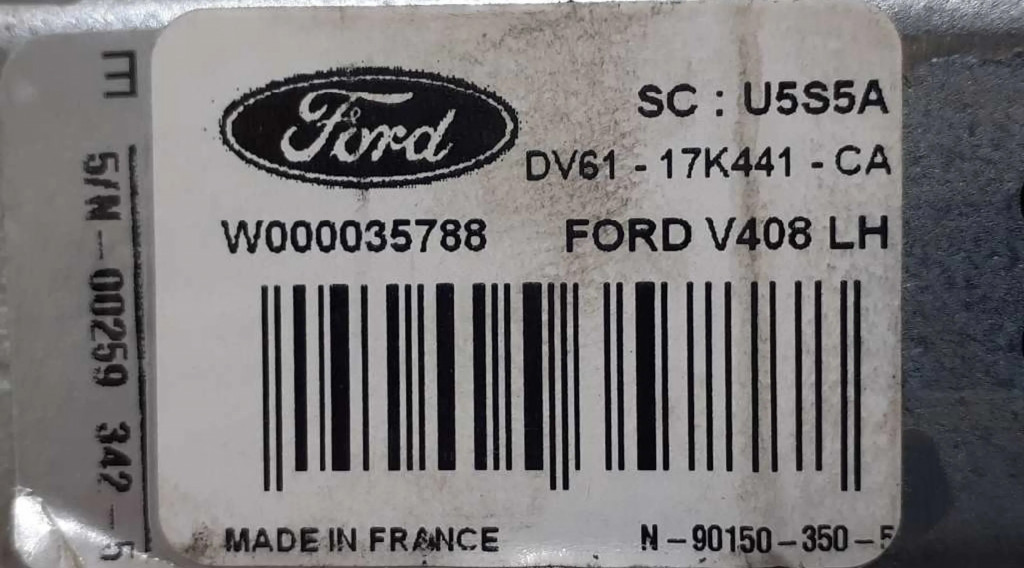 Ford
SC : U5S5A
DV61 - 17K441 - CA
W000035788 FORD V408 LH
MADE IN FRANCE
N-90150-350-5
5/N-00259 342-5